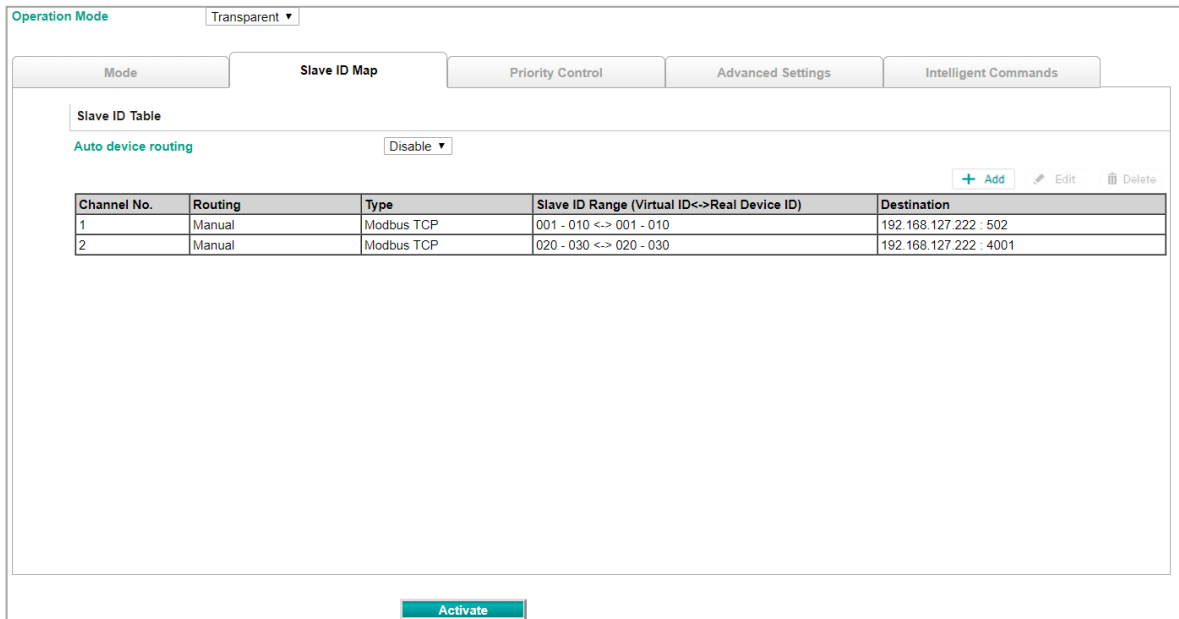 Operation Mode Transparent
Mode Slave ID Map Priority Control Advanced Settings Intelligent Commands
Slave ID Table
Auto device routing Disable
+ Add Edit Delete
Channel No. Routing Type Slave ID Range (Virtual ID<->Real Device ID) Destination
1 Manual Modbus TCP 001 - 010 <-> 001 - 010 192.168.127.222 : 502
2 Manual Modbus TCP 020 - 030 <-> 020 - 030 192.168.127.222 : 4001
Activate